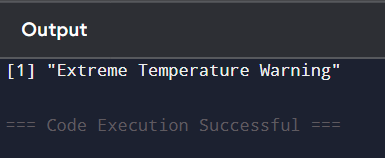 Output
[1] "Extreme Temperature Warning"
=== Code Execution Successful ===